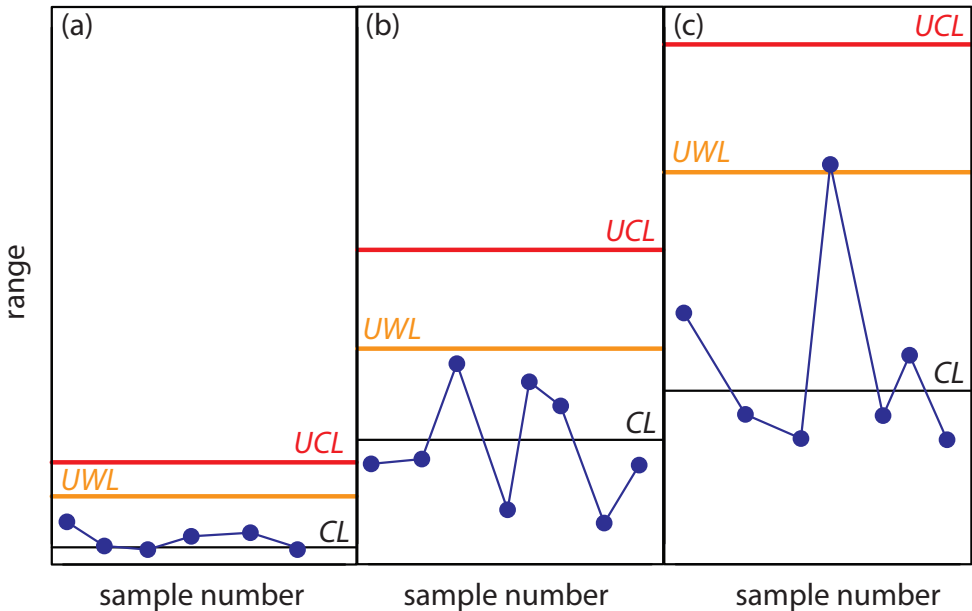 range
(a)
UCL
UWL
CL
sample number
(b)
UCL
UWL
CL
sample number
(c)
UCL
UWL
CL
sample number